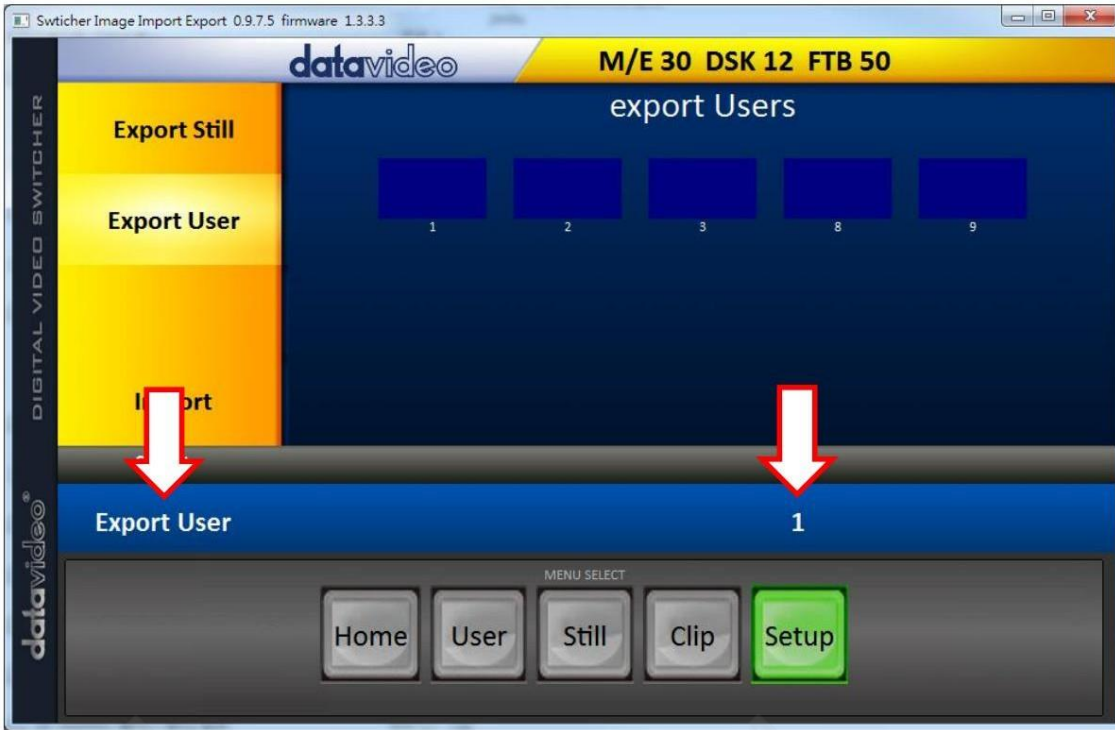 Swticher Image Import Export 0.9.7.5 firmware 1.3.3.3
datavideo
M/E 30 DSK 12 FTB 50
DIGITAL VIDEO SWITCHER
Export Still
Export User
export Users
1 2 3 8 9
Export User
1
datavideo®
MENU SELECT
Home User Still Clip Setup